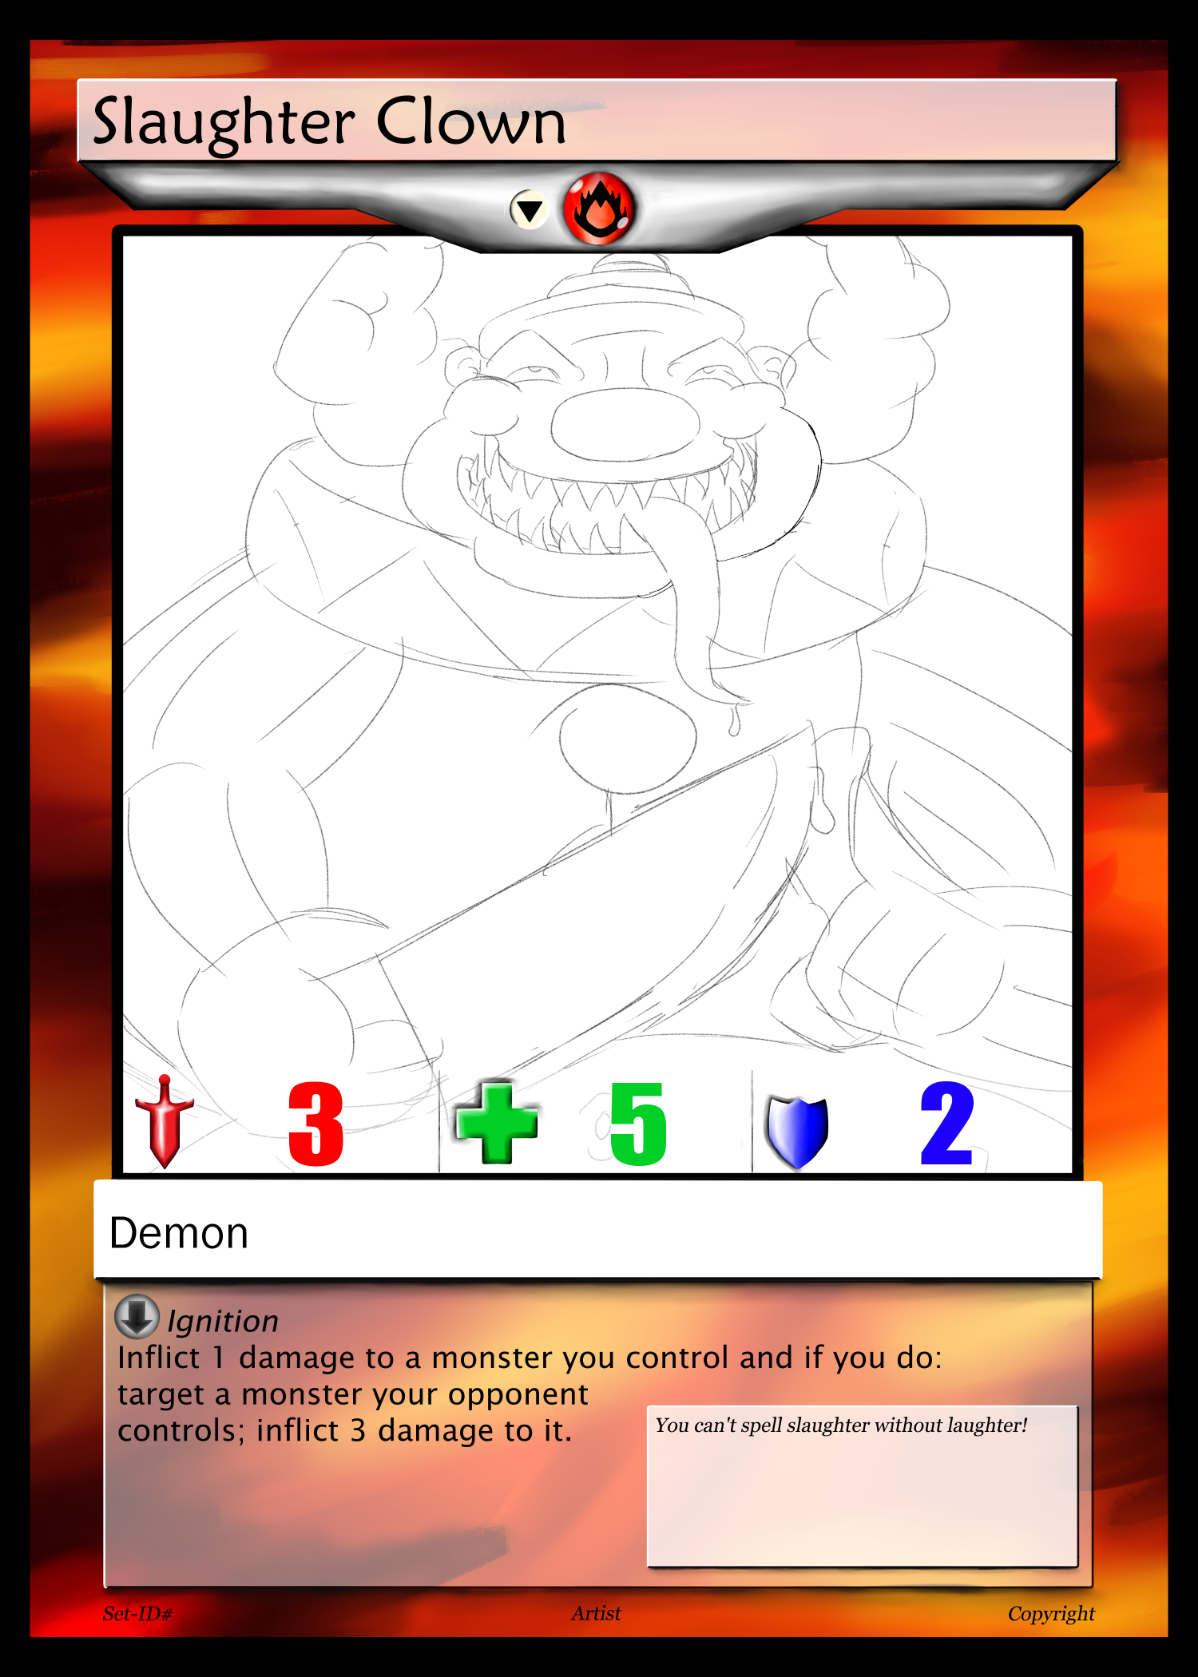 Slaughter Clown
3 5 2
Demon
Ignition
Inflict 1 damage to a monster you control and if you do:
target a monster your opponent
controls; inflict 3 damage to it.
You can't spell slaughter without laughter!
Set-ID# Artist Copyright